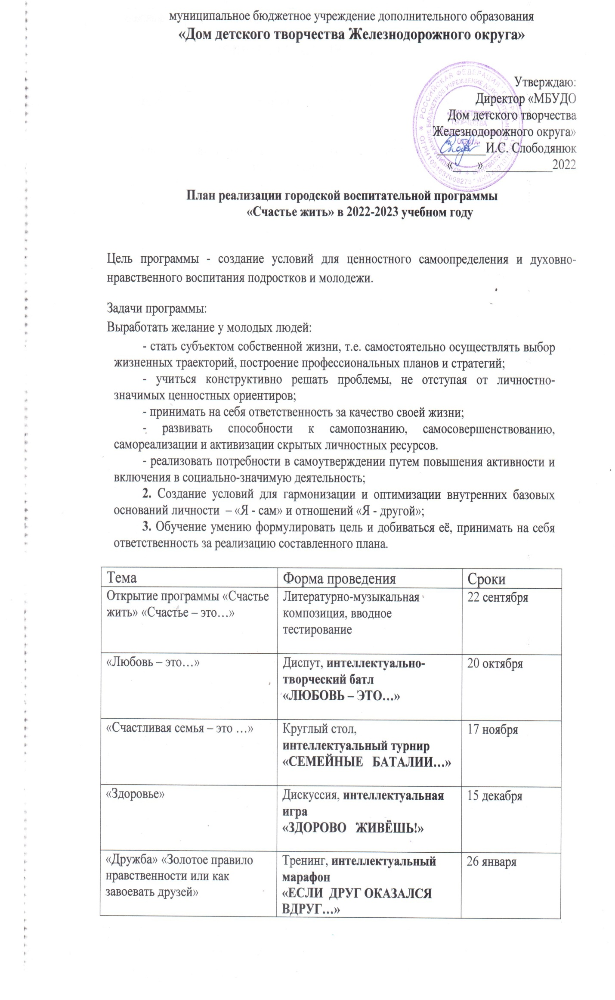 муниципальное бюджетное учреждение дополнительного образования
«Дом детского творчества Железнодорожного округа»
Утверждаю:
Директор «МБУДО
Дом детского творчества
Железнодорожного округа»
И.С. Слободянюк
«____» ___________2022
План реализации городской воспитательной программы
«Счастье жить» в 2022-2023 учебном году
Цель программы - создание условий для ценностного самоопределения и духовно-
нравственного воспитания подростков и молодежи.
Задачи программы:
Выработать желание у молодых людей:
- стать субъектом собственной жизни, т.е. самостоятельно осуществлять выбор
жизненных траекторий, построение профессиональных планов и стратегий;
- учиться конструктивно решать проблемы, не отступая от личностно-
значимых ценностных ориентиров;
- принимать на себя ответственность за качество своей жизни;
- развивать способности к самопознанию, самосовершенствованию,
самореализации и активизации скрытых личностных ресурсов.
- реализовать потребности в самоутверждении путем повышения активности и
включения в социально-значимую деятельность;
2. Создание условий для гармонизации и оптимизации внутренних базовых
оснований личности – «Я - сам» и отношений «Я - другой»;
3. Обучение умению формулировать цель и добиваться её, принимать на себя
ответственность за реализацию составленного плана.
Тема Форма проведения Сроки
Открытие программы «Счастье
жить» «Счастье – это…»
Литературно-музыкальная
композиция, вводное
тестирование
22 сентября
«Любовь – это…»
Диспут, интеллектуально-
творческий батл
«ЛЮБОВЬ – ЭТО…»
20 октября
«Счастливая семья – это …»
Круглый стол,
интеллектуальный турнир
«СЕМЕЙНЫЕ БАТАЛИИ…»
17 ноября
«Здоровье»
Дискуссия, интеллектуальная
игра
«ЗДОРОВО ЖИВЁШЬ!»
15 декабря
«Дружба» «Золотое правило
нравственности или как
завоевать друзей»
Тренинг, интеллектуальный
марафон
«ЕСЛИ ДРУГ ОКАЗАЛСЯ
ВДРУГ…»
26 января